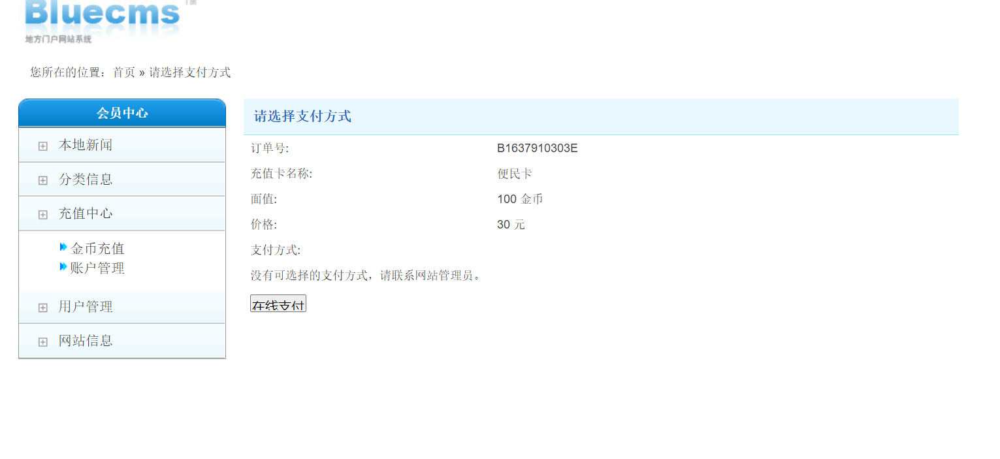 Bluecms™
地方门户网站系统
您所在的位置：首页 » 请选择支付方式
会员中心
本地新闻
分类信息
充值中心
金币充值
账户管理
用户管理
网站信息
请选择支付方式
订单号: B1637910303E
充值卡名称: 便民卡
面值: 100 金币
价格: 30 元
支付方式:
没有可选择的支付方式，请联系网站管理员。
在线支付